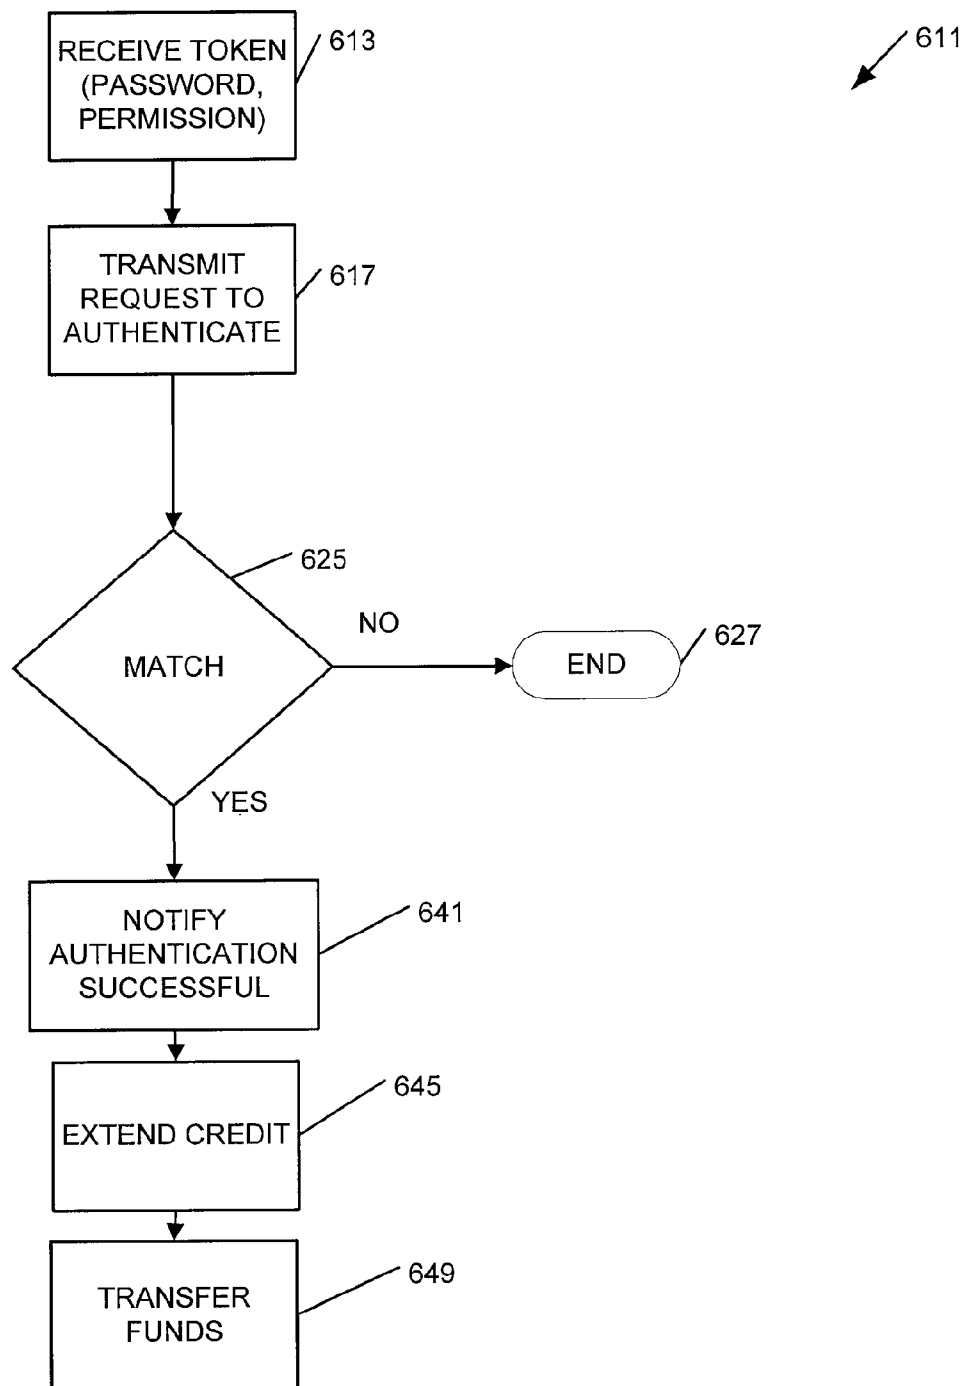 RECEIVE TOKEN
(PASSWORD,
PERMISSION)
613
611
TRANSMIT
REQUEST TO
AUTHENTICATE
617
625
MATCH
NO
END
627
YES
NOTIFY
AUTHENTICATION
SUCCESSFUL
641
EXTEND CREDIT
645
TRANSFER
FUNDS
649